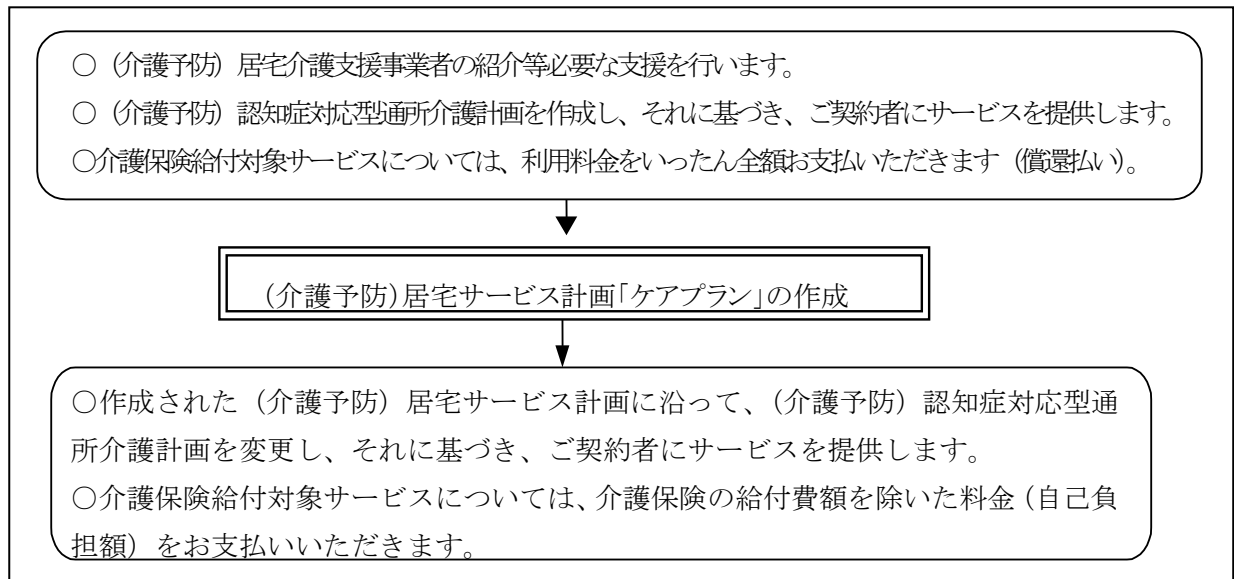 ○（介護予防）居宅介護支援事業者の紹介等必要な支援を行います。
○（介護予防）認知症対応型通所介護計画を作成し、それに基づき、ご契約者にサービスを提供します。
○介護保険給付対象サービスについては、利用料金をいったん全額お支払いただきます（償還払い）。
（介護予防）居宅サービス計画「ケアプラン」の作成
○作成された（介護予防）居宅サービス計画に沿って、（介護予防）認知症対応型通
所介護計画を変更し、それに基づき、ご契約者にサービスを提供します。
○介護保険給付対象サービスについては、介護保険の給付費額を除いた料金（自己負
担額）をお支払いいただきます。